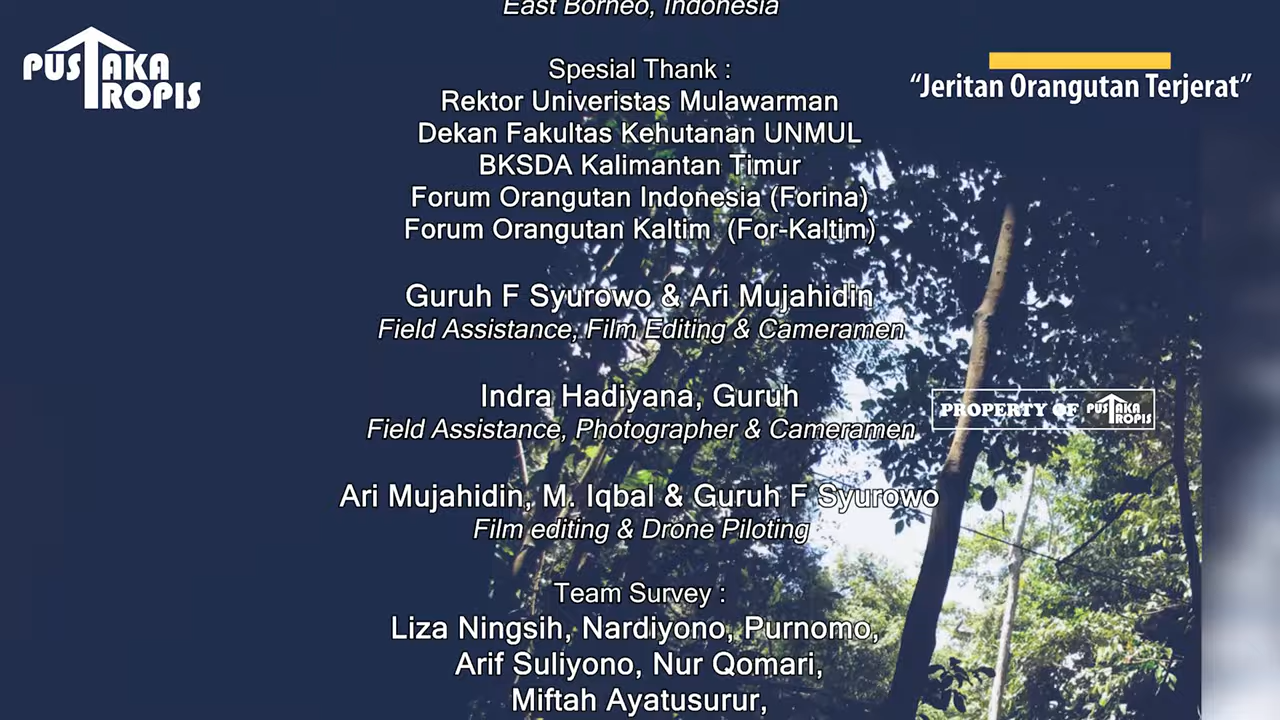 East Borneo, Indonesia
PUSTAKA
TROPIS
“Jeritan Orangutan Terjerat”
Spesial Thank :
Rektor Univeristas Mulawarman
Dekan Fakultas Kehutanan UNMUL
BKSDA Kalimantan Timur
Forum Orangutan Indonesia (Forina)
Forum Orangutan Kaltim (For-Kaltim)
Guruh F Syurowo & Ari Mujahidin
Field Assistance, Film Editing & Cameramen
Indra Hadiyana, Guruh
Field Assistance, Photographer & Cameramen
PROPERTY OF PUSTAKA TROPIS
Ari Mujahidin, M. Iqbal & Guruh F Syurowo
Film editing & Drone Piloting
Team Survey :
Liza Ningsih, Nardiyono, Purnomo,
Arif Suliyono, Nur Qomari,
Miftah Ayatusurur,